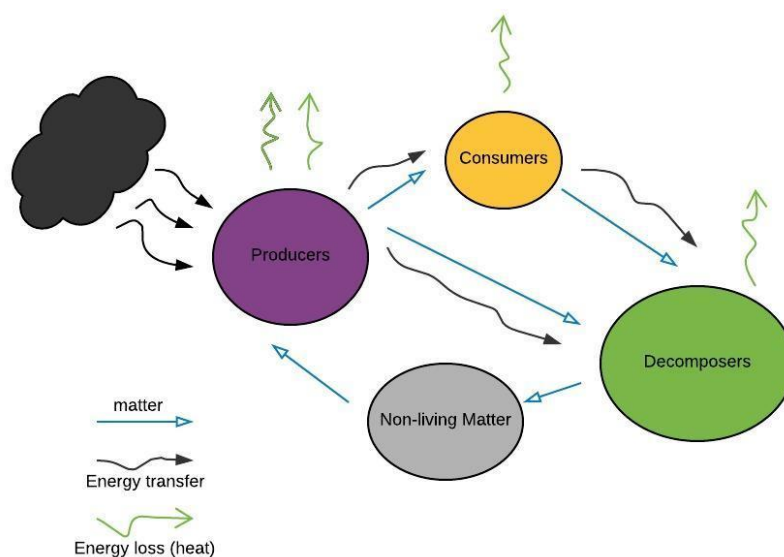 Consumers
Producers
Decomposers
Non-living Matter
matter
Energy transfer
Energy loss (heat)